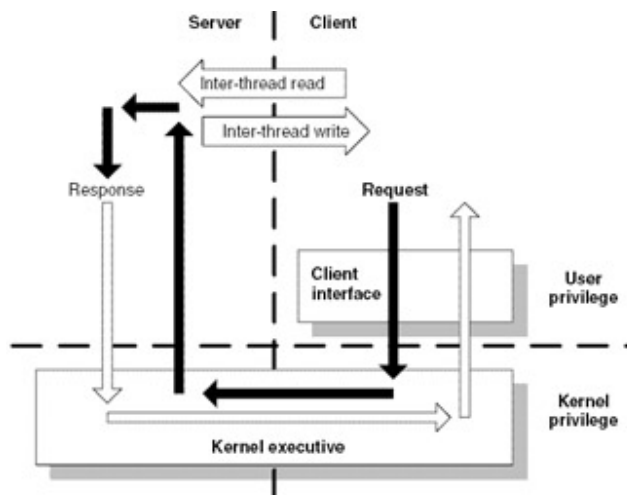 Server
Client
Inter-thread read
Inter-thread write
Response
Request
Client
interface
User
privilege
Kernel
privilege
Kernel executive